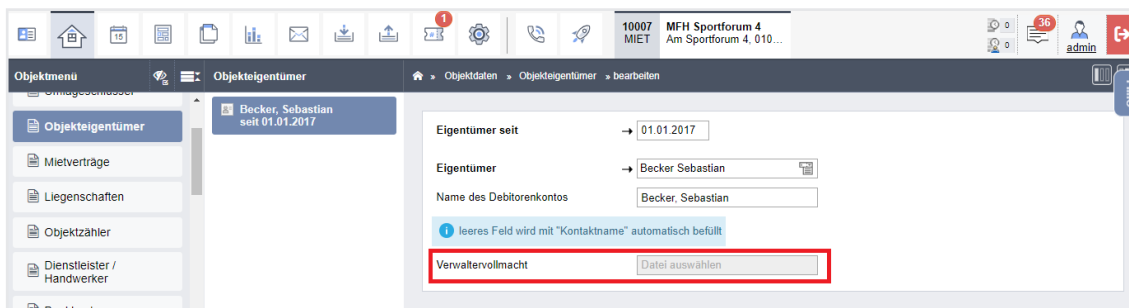 1
15
10007
MIET
MFH Sportforum 4
Am Sportforum 4, 010...
0
0
36
admin
Objektmenü
Objekteigentümer
» Objektdaten » Objekteigentümer » bearbeiten
Objekteigentümer
Mietverträge
Liegenschaften
Objektzähler
Dienstleister /
Handwerker
Becker, Sebastian
seit 01.01.2017
Eigentümer seit → 01.01.2017
Eigentümer → Becker Sebastian
Name des Debitorenkontos Becker, Sebastian
i leeres Feld wird mit "Kontaktname" automatisch befüllt
Verwaltervollmacht Datei auswählen